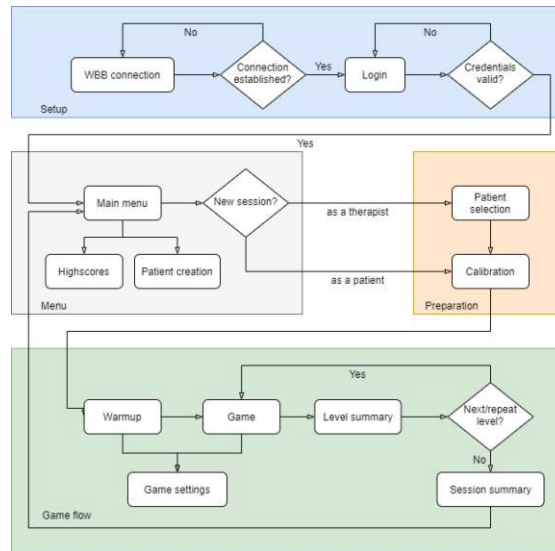 No
No
WBB connection
Connection
established?
Yes
Login
Credentials
valid?
Setup
Yes
Main menu
New session?
as a therapist
Patient
selection
Highscores
Patient creation
as a patient
Calibration
Menu
Preparation
Yes
Warmup
Game
Level summary
Next/repeat
level?
No
Game settings
Session summary
Game flow